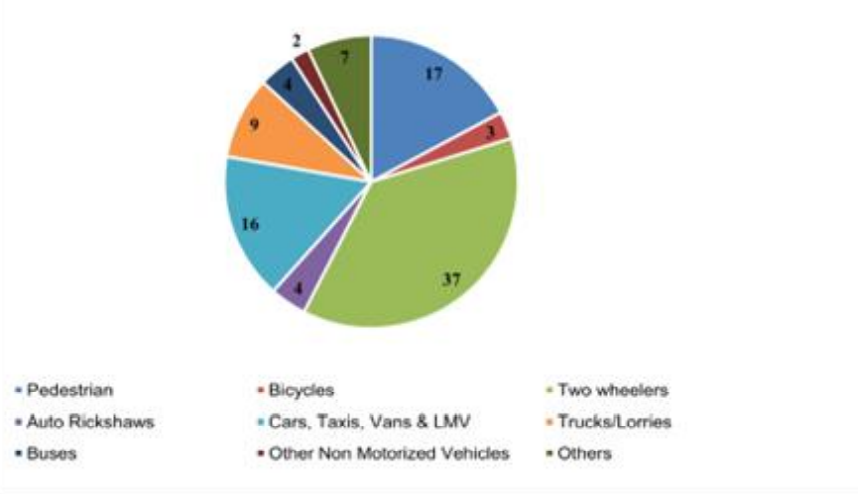 2
7
17
4
3
9
16
37
4
Pedestrian
Bicycles
Two wheelers
Auto Rickshaws
Cars, Taxis, Vans & LMV
Trucks/Lorries
Buses
Other Non Motorized Vehicles
Others